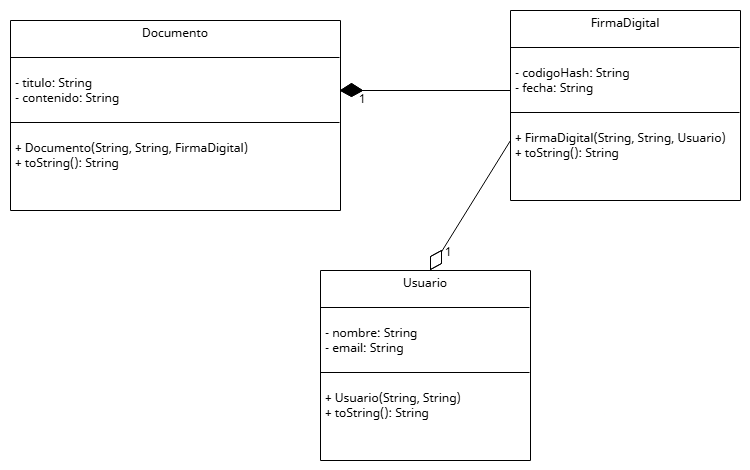 Documento
- titulo: String
- contenido: String
+ Documento(String, String, FirmaDigital)
+ toString(): String
1
FirmaDigital
- codigoHash: String
- fecha: String
+ FirmaDigital(String, String, Usuario)
+ toString(): String
1
Usuario
- nombre: String
- email: String
+ Usuario(String, String)
+ toString(): String